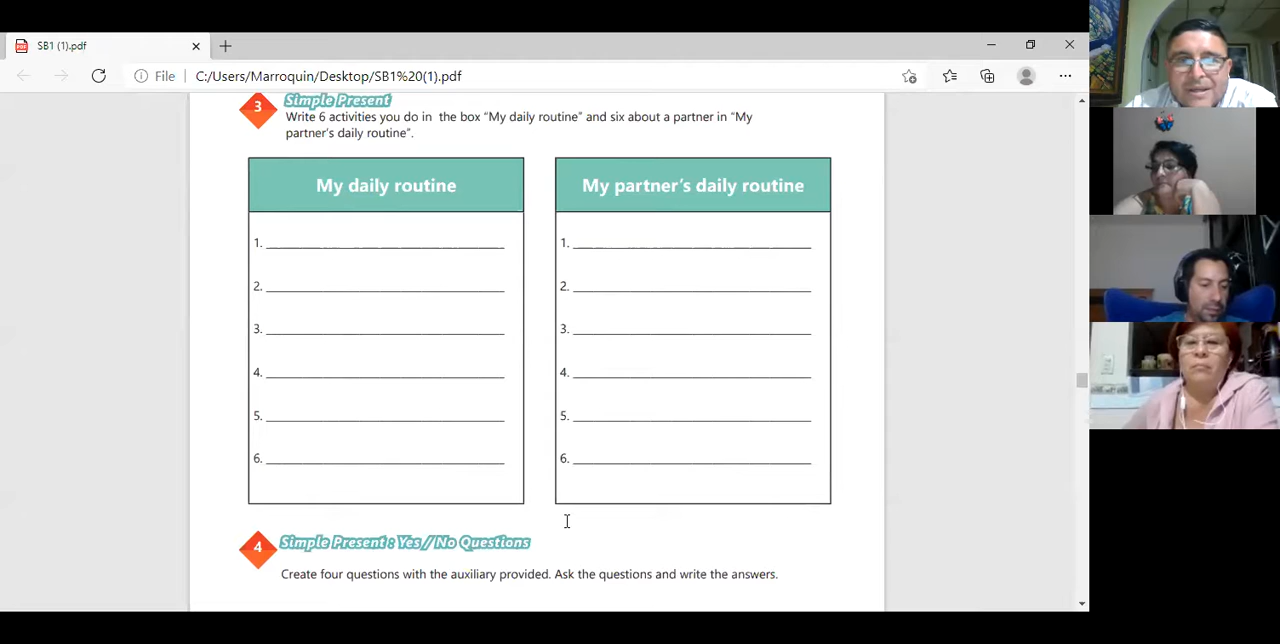 SB1 (1).pdf
File
C:/Users/Marroquin/Desktop/SB1%20(1).pdf
3
Simple Present
Write 6 activities you do in the box "My daily routine" and six about a partner in "My
partner's daily routine".
My daily routine
1.
2.
3.
4.
5.
6.
My partner's daily routine
1.
2.
3.
4.
5.
6.
4
Simple Present : Yes/No Questions
Create four questions with the auxiliary provided. Ask the questions and write the answers.